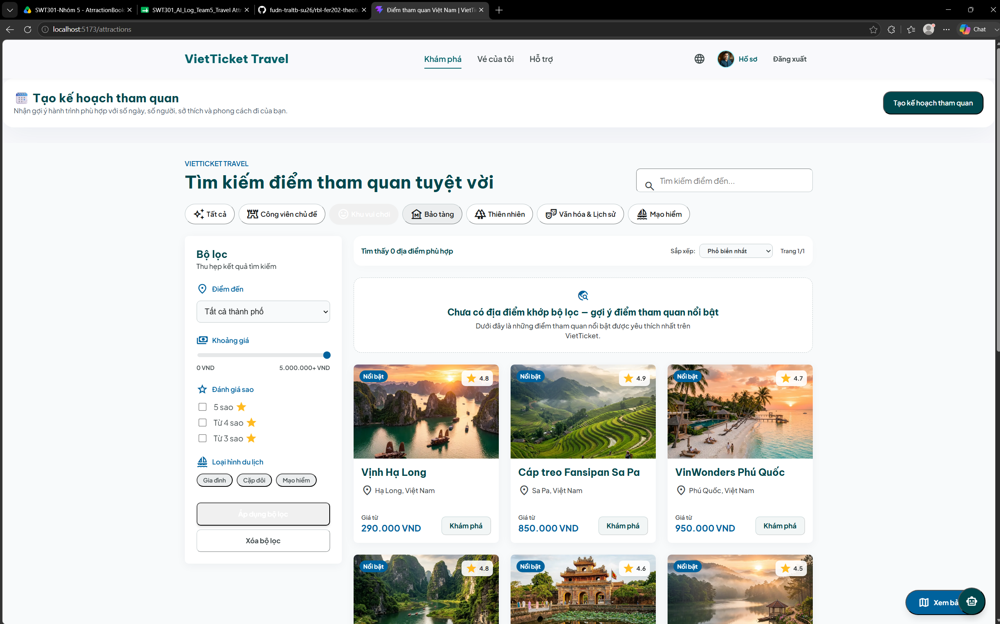 SWT301-Nhóm 5 - AtrractionBook
SWT301_AI_Log_Team5_Travel Attr
fudn-traltb-su26/rbl-fer202-theotu
Điểm tham quan Việt Nam | VietTi
localhost:5173/attractions
Chat
VietTicket Travel
Khám phá
Vé của tôi
Hỗ trợ
Hồ sơ
Đăng xuất
Tạo kế hoạch tham quan
Nhận gợi ý hành trình phù hợp với số ngày, số người, sở thích và phong cách đi của bạn.
Tạo kế hoạch tham quan
VIETTICKET TRAVEL
Tìm kiếm điểm tham quan tuyệt vời
Tìm kiếm điểm đến...
Tất cả
Công viên chủ đề
Khu vui chơi
Bảo tàng
Thiên nhiên
Văn hóa & Lịch sử
Mạo hiểm
Bộ lọc
Thu hẹp kết quả tìm kiếm
Điểm đến
Tất cả thành phố
Khoảng giá
0 VND
5.000.000+ VND
Đánh giá sao
5 sao
Từ 4 sao
Từ 3 sao
Loại hình du lịch
Gia đình
Cặp đôi
Mạo hiểm
Áp dụng bộ lọc
Xóa bộ lọc
Tìm thấy 0 địa điểm phù hợp
Sắp xếp:
Phổ biến nhất
Trang 1/1
Chưa có địa điểm khớp bộ lọc — gợi ý điểm tham quan nổi bật
Dưới đây là những điểm tham quan nổi bật được yêu thích nhất trên
VietTicket.
Nổi bật
4.8
Vịnh Hạ Long
Hạ Long, Việt Nam
Giá từ
290.000 VND
Khám phá
Nổi bật
4.9
Cáp treo Fansipan Sa Pa
Sa Pa, Việt Nam
Giá từ
850.000 VND
Khám phá
Nổi bật
4.7
VinWonders Phú Quốc
Phú Quốc, Việt Nam
Giá từ
950.000 VND
Khám phá
Nổi bật
4.8
Nổi bật
4.6
Nổi bật
4.5
Xem bả